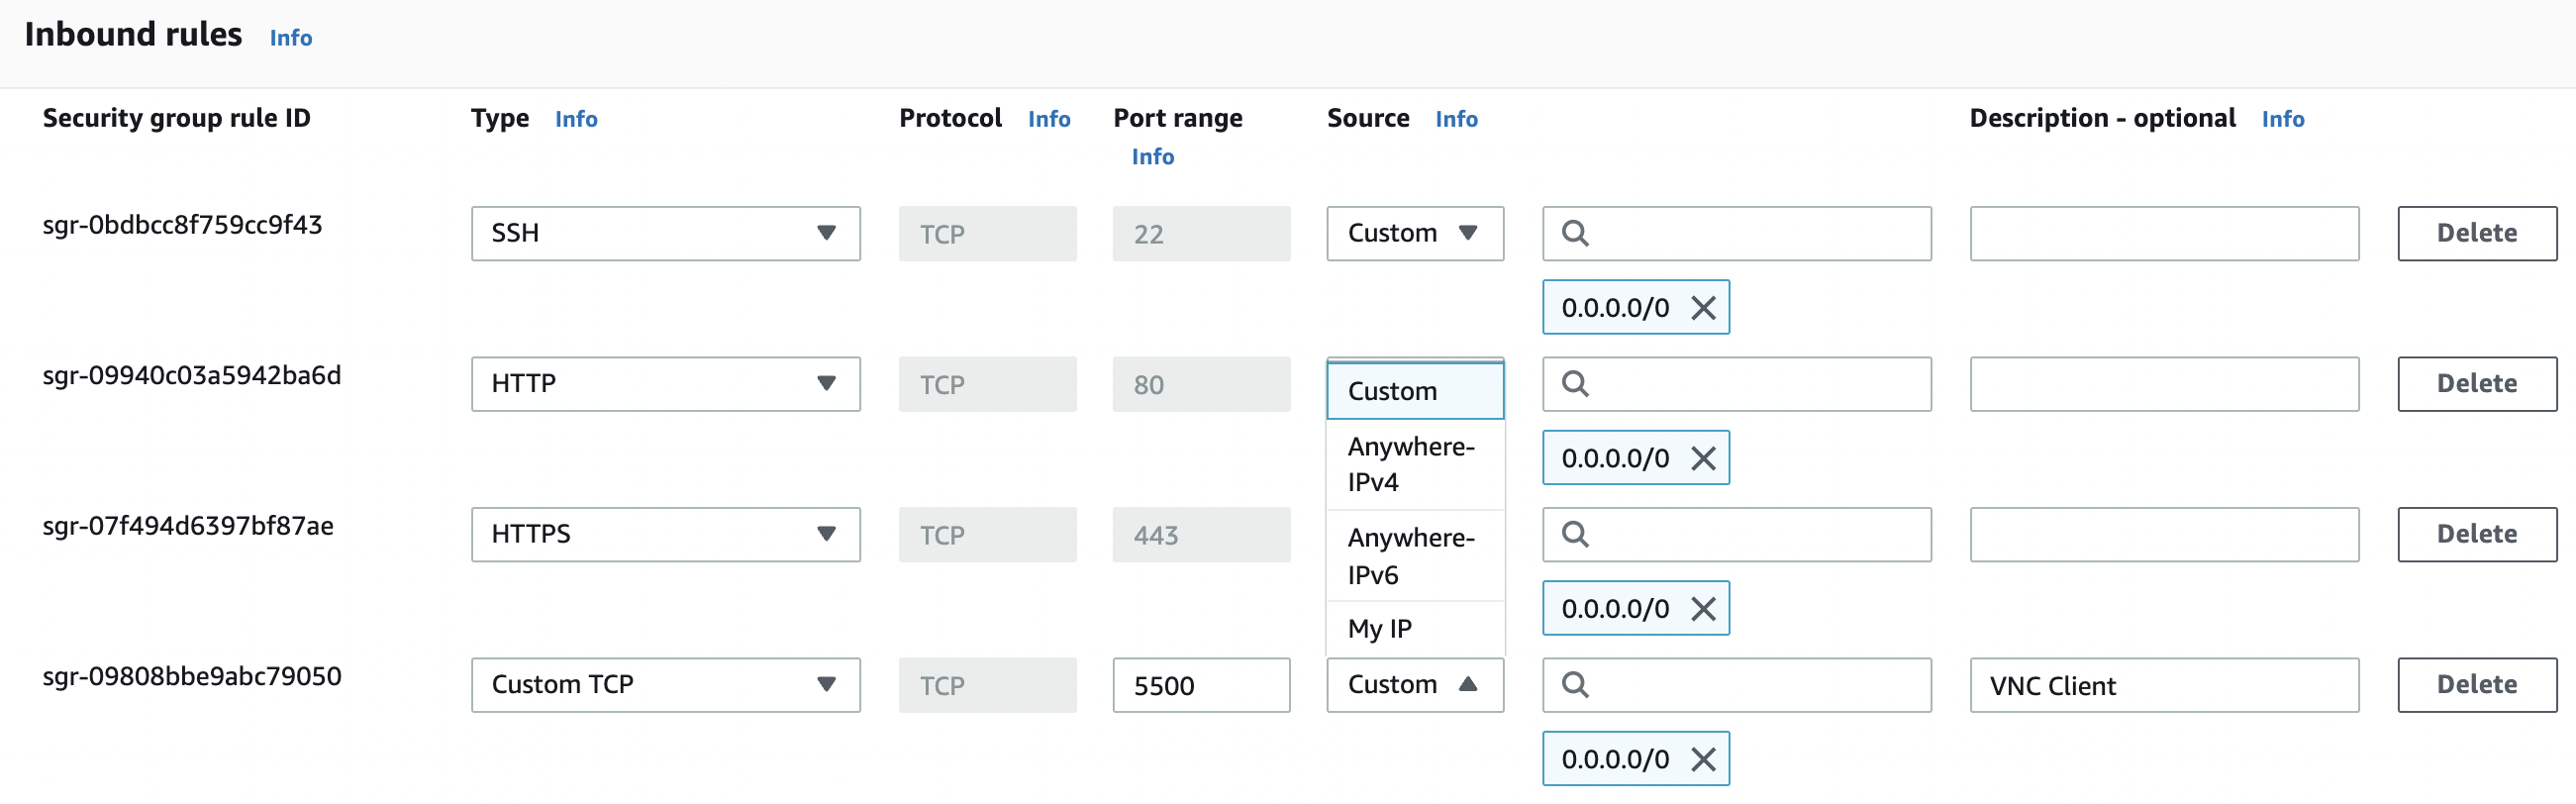 Inbound rules Info
Security group rule ID Type Info Protocol Info Port range Info Source Info Description - optional Info
sgr-0bdbcc8f759cc9f43 SSH TCP 22 Custom Delete
0.0.0.0/0
sgr-09940c03a5942ba6d HTTP TCP 80 Custom Delete
Anywhere-
IPv4
0.0.0.0/0
sgr-07f494d6397bf87ae HTTPS TCP 443 Delete
Anywhere-
IPv6
0.0.0.0/0
My IP
sgr-09808bbe9abc79050 Custom TCP TCP 5500 Custom VNC Client Delete
0.0.0.0/0